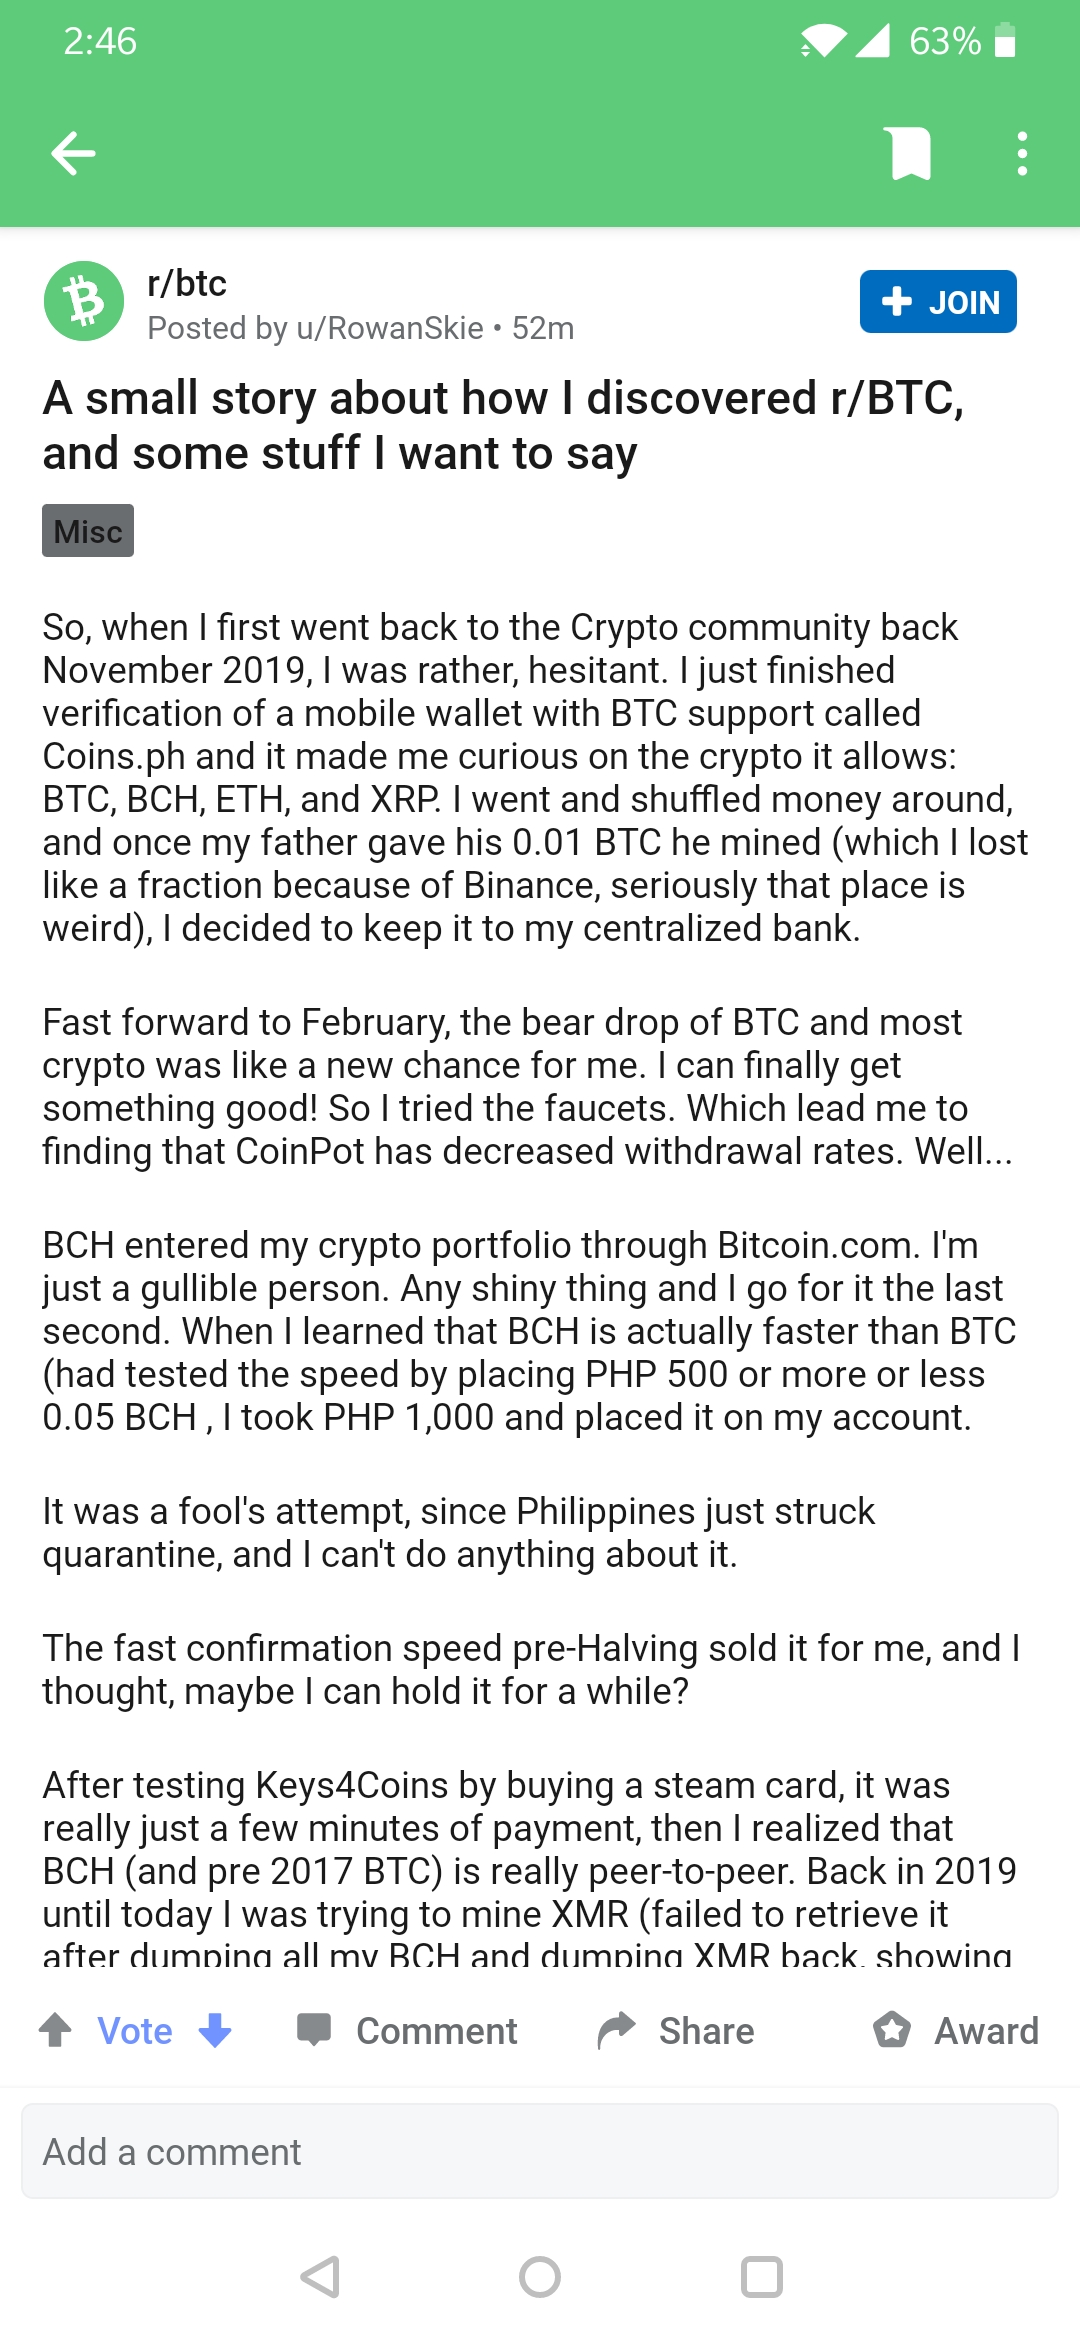 2:46
63%
r/btc
Posted by u/RowanSkie • 52m
JOIN
A small story about how I discovered r/BTC,
and some stuff I want to say
Misc
So, when I first went back to the Crypto community back
November 2019, I was rather, hesitant. I just finished
verification of a mobile wallet with BTC support called
Coins.ph and it made me curious on the crypto it allows:
BTC, BCH, ETH, and XRP. I went and shuffled money around,
and once my father gave his 0.01 BTC he mined (which I lost
like a fraction because of Binance, seriously that place is
weird), I decided to keep it to my centralized bank.
Fast forward to February, the bear drop of BTC and most
crypto was like a new chance for me. I can finally get
something good! So I tried the faucets. Which lead me to
finding that CoinPot has decreased withdrawal rates. Well...
BCH entered my crypto portfolio through Bitcoin.com. I'm
just a gullible person. Any shiny thing and I go for it the last
second. When I learned that BCH is actually faster than BTC
(had tested the speed by placing PHP 500 or more or less
0.05 BCH , I took PHP 1,000 and placed it on my account.
It was a fool's attempt, since Philippines just struck
quarantine, and I can't do anything about it.
The fast confirmation speed pre-Halving sold it for me, and I
thought, maybe I can hold it for a while?
After testing Keys4Coins by buying a steam card, it was
really just a few minutes of payment, then I realized that
BCH (and pre 2017 BTC) is really peer-to-peer. Back in 2019
until today I was trying to mine XMR (failed to retrieve it
after dumping all my BCH and dumping XMR back, showing
Vote
Comment
Share
Award
Add a comment